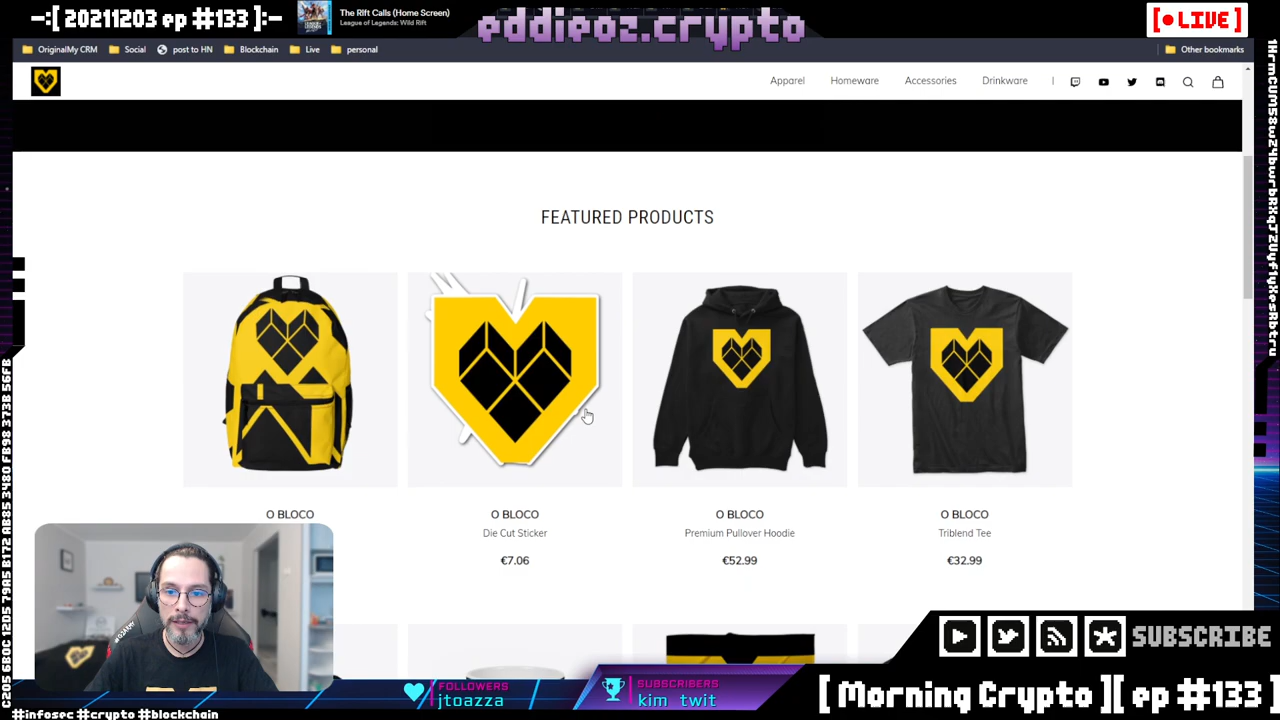 -:[ 20211203 ep #133 ]:-
The Rift Calls (Home Screen)
League of Legends: Wild Rift
eddieoz.crypto
[•LIVE]
OriginalMy CRM
Social
post to HN
Blockchain
Live
personal
Other bookmarks
Apparel
Homeware
Accessories
Drinkware
FEATURED PRODUCTS
O BLOCO
O BLOCO
Die Cut Sticker
€7.06
O BLOCO
Premium Pullover Hoodie
€52.99
O BLOCO
Triblend Tee
€32.99
SUBSCRIBE
FOLLOWERS
jtoazza
SUBSCRIBERS
kim twit
[ Morning Crypto ][ ep #133 ]
#infosec #crypto #blockchain